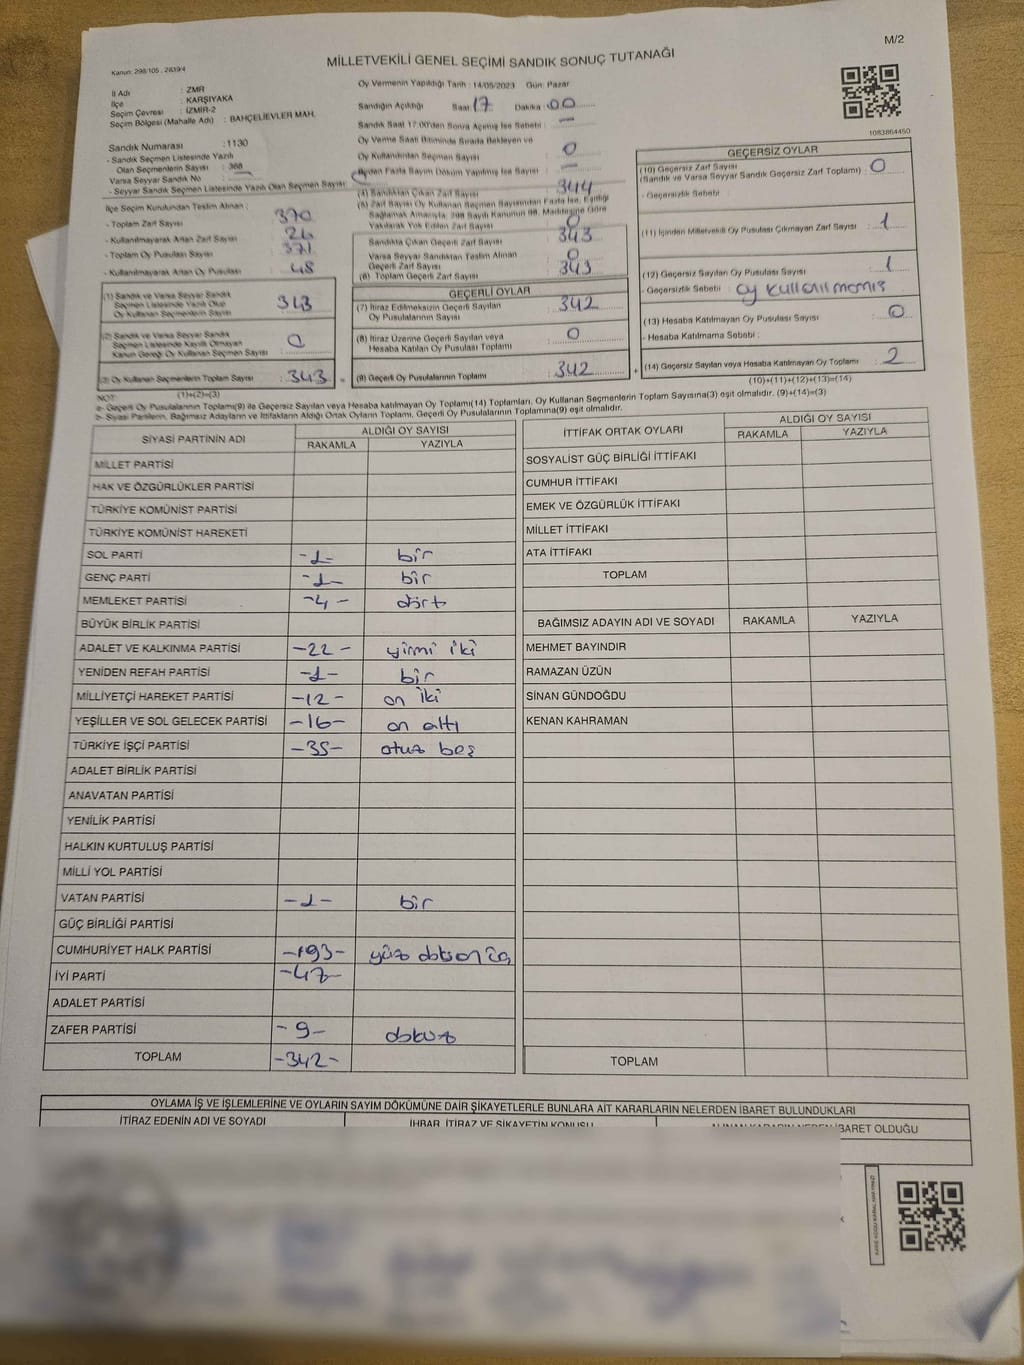 M/2
Kanun: 298/105 , 2839/4
MİLLETVEKİLİ GENEL SEÇİMİ SANDIK SONUÇ TUTANAĞI
İl Adı : ZMR
İlçe : KARŞIYAKA
Seçim Çevresi : İZMİR-2
Seçim Bölgesi (Mahalle Adı) : BAHÇELİEVLER MAH.
Sandık Numarası : 1130
- Sandık Seçmen Listesinde Yazılı
Olan Seçmenlerin Sayısı : 368
Varsa Seyyar Sandık No :
- Seyyar Sandık Seçmen Listesinde Yazılı Olan Seçmen Sayısı :
İlçe Seçim Kurulundan Teslim Alınan :
- Toplam Zarf Sayısı 370
- Kullanılmayarak Artan Zarf Sayısı 26
- Toplam Oy Pusulası Sayısı 371
- Kullanılmayarak Artan Oy Pusulası 48
(1) Sandık ve Varsa Seyyar Sandık
Seçmen Listesinde Yazılı Olup
Oy Kullanan Seçmenlerin Sayısı : 343
(2) Sandık ve Varsa Seyyar Sandık
Seçmen Listesinde Kayıtlı Olmayan
Kanun Gereği Oy Kullanan Seçmen Sayısı : 0
(3) Oy Kullanan Seçmenlerin Toplam Sayısı : 343
(1)+(2)=(3)
Oy Vermenin Yapıldığı Tarih : 14/05/2023 Gün: Pazar
Sandığın Açıldığı Saat 17 Dakika : 00
Sandık Saat 17:00'den Sonra Açılmış İse Sebebi : —
Oy Verme Saati Bitiminde Sırada Bekleyen ve
Oy Kullandırılan Seçmen Sayısı : 0
Birden Fazla Sayım Döküm Yapılmış İse Sayısı : —
(4) Sandıktan Çıkan Zarf Sayısı : 344
(5) Zarf Sayısı Oy Kullanan Seçmen Sayısından Fazla İse, Eşitliği
Sağlamak Amacıyla, 298 Sayılı Kanunun 98. Maddesine Göre
Yakılarak Yok Edilen Zarf Sayısı : 0
Sandıkta Çıkan Geçerli Zarf Sayısı : 343
Varsa Seyyar Sandıktan Teslim Alınan
Geçerli Zarf Sayısı : 0
(6) Toplam Geçerli Zarf Sayısı : 343
GEÇERLİ OYLAR
(7) İtiraz Edilmeksizin Geçerli Sayılan
Oy Pusulalarının Sayısı : 342
(8) İtiraz Üzerine Geçerli Sayılan veya
Hesaba Katılan Oy Pusulası Toplamı : 0
(9) Geçerli Oy Pusulalarının Toplamı : 342
1083864450
GEÇERSİZ OYLAR
(10) Geçersiz Zarf Sayısı
(Sandık ve Varsa Seyyar Sandık Geçersiz Zarf Toplamı) : 0
- Geçersizlik Sebebi :
(11) İçinden Milletvekili Oy Pusulası Çıkmayan Zarf Sayısı : 1
(12) Geçersiz Sayılan Oy Pusulası Sayısı : 1
- Geçersizlik Sebebi : oy kullanılmamış
(13) Hesaba Katılmayan Oy Pusulası Sayısı : 0
- Hesaba Katılmama Sebebi :
(14) Geçersiz Sayılan veya Hesaba Katılmayan Oy Toplamı : 2
(10)+(11)+(12)+(13)=(14)
NOT:
a- Geçerli Oy Pusulalarının Toplamı(9) ile Geçersiz Sayılan veya Hesaba katılmayan Oy Toplamı(14) Toplamları, Oy Kullanan Seçmenlerin Toplam Sayısına(3) eşit olmalıdır. (9)+(14)=(3)
b- Siyasi Partilerin, Bağımsız Adayların ve İttifakların Aldığı Ortak Oyların Toplamı, Geçerli Oy Pusulalarının Toplamına(9) eşit olmalıdır.
SİYASİ PARTİNİN ADI ALDIĞI OY SAYISI
RAKAMLA YAZIYLA
MİLLET PARTİSİ
HAK VE ÖZGÜRLÜKLER PARTİSİ
TÜRKİYE KOMÜNİST PARTİSİ
TÜRKİYE KOMÜNİST HAREKETİ
SOL PARTİ -1- bir
GENÇ PARTİ -1- bir
MEMLEKET PARTİSİ -4- dört
BÜYÜK BİRLİK PARTİSİ
ADALET VE KALKINMA PARTİSİ -22- yirmi iki
YENİDEN REFAH PARTİSİ -1- bir
MİLLİYETÇİ HAREKET PARTİSİ -12- on iki
YEŞİLLER VE SOL GELECEK PARTİSİ -16- on altı
TÜRKİYE İŞÇİ PARTİSİ -35- otuz beş
ADALET BİRLİK PARTİSİ
ANAVATAN PARTİSİ
YENİLİK PARTİSİ
HALKIN KURTULUŞ PARTİSİ
MİLLİ YOL PARTİSİ
VATAN PARTİSİ -1- bir
GÜÇ BİRLİĞİ PARTİSİ
CUMHURİYET HALK PARTİSİ -193- yüz doksan üç
İYİ PARTİ -47-
ADALET PARTİSİ
ZAFER PARTİSİ -9- dokuz
TOPLAM -342-
İTTİFAK ORTAK OYLARI ALDIĞI OY SAYISI
RAKAMLA YAZIYLA
SOSYALİST GÜÇ BİRLİĞİ İTTİFAKI
CUMHUR İTTİFAKI
EMEK VE ÖZGÜRLÜK İTTİFAKI
MİLLET İTTİFAKI
ATA İTTİFAKI
TOPLAM
BAĞIMSIZ ADAYIN ADI VE SOYADI RAKAMLA YAZIYLA
MEHMET BAYINDIR
RAMAZAN ÜZÜN
SİNAN GÜNDOĞDU
KENAN KAHRAMAN
TOPLAM
OYLAMA İŞ VE İŞLEMLERİNE VE OYLARIN SAYIM DÖKÜMÜNE DAİR ŞİKAYETLERLE BUNLARA AİT KARARLARIN NELERDEN İBARET BULUNDUKLARI
İTİRAZ EDENİN ADI VE SOYADI İHBAR, İTİRAZ VE ŞİKAYETİN KONUSU İBARET OLDUĞU